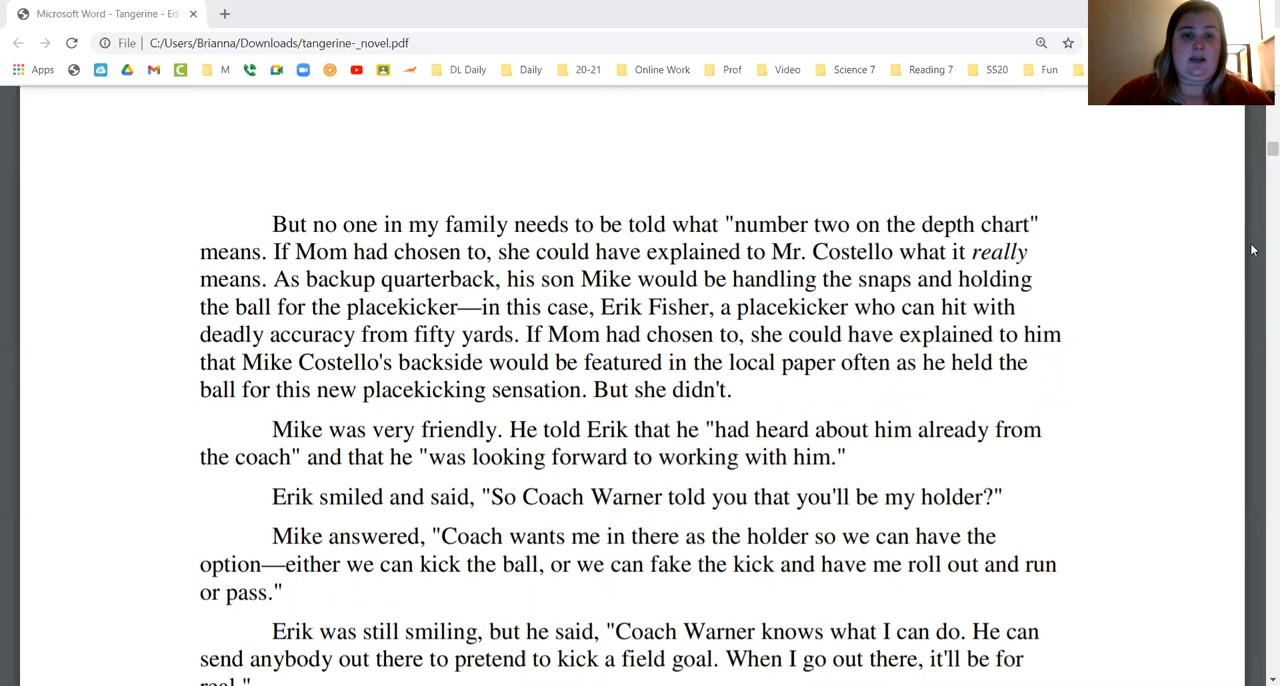 Microsoft Word - Tangerine - Ed
File
C:/Users/Brianna/Downloads/tangerine-_novel.pdf
Apps
M
DL Daily
Daily
20-21
Online Work
Prof
Video
Science 7
Reading 7
SS20
Fun
But no one in my family needs to be told what "number two on the depth chart"
means. If Mom had chosen to, she could have explained to Mr. Costello what it really
means. As backup quarterback, his son Mike would be handling the snaps and holding
the ball for the placekicker—in this case, Erik Fisher, a placekicker who can hit with
deadly accuracy from fifty yards. If Mom had chosen to, she could have explained to him
that Mike Costello's backside would be featured in the local paper often as he held the
ball for this new placekicking sensation. But she didn't.
Mike was very friendly. He told Erik that he "had heard about him already from
the coach" and that he "was looking forward to working with him."
Erik smiled and said, "So Coach Warner told you that you'll be my holder?"
Mike answered, "Coach wants me in there as the holder so we can have the
option—either we can kick the ball, or we can fake the kick and have me roll out and run
or pass."
Erik was still smiling, but he said, "Coach Warner knows what I can do. He can
send anybody out there to pretend to kick a field goal. When I go out there, it'll be for
real."